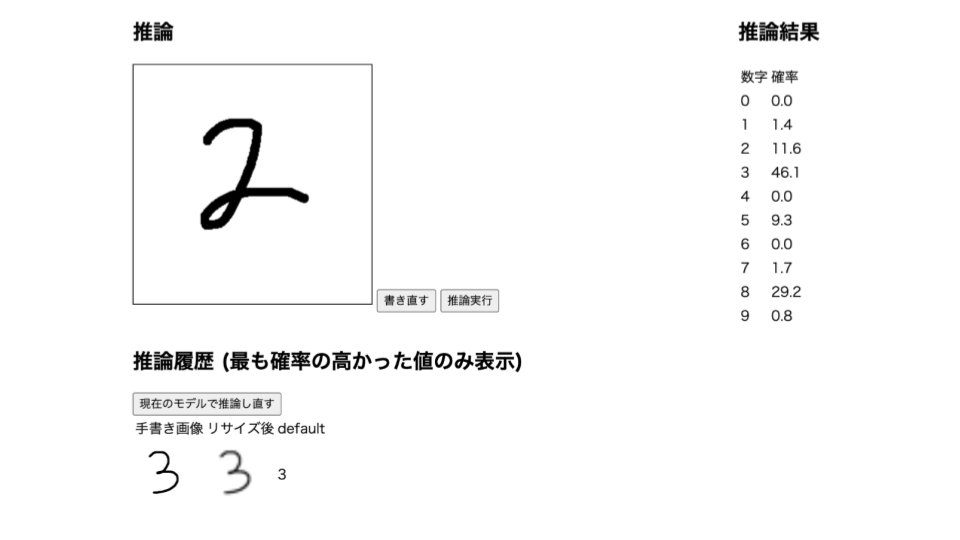 推論
2
書き直す 推論実行
推論結果
数字 確率
0 0.0
1 1.4
2 11.6
3 46.1
4 0.0
5 9.3
6 0.0
7 1.7
8 29.2
9 0.8
推論履歴 (最も確率の高かった値のみ表示)
現在のモデルで推論し直す
手書き画像 リサイズ後 default
3 3 3